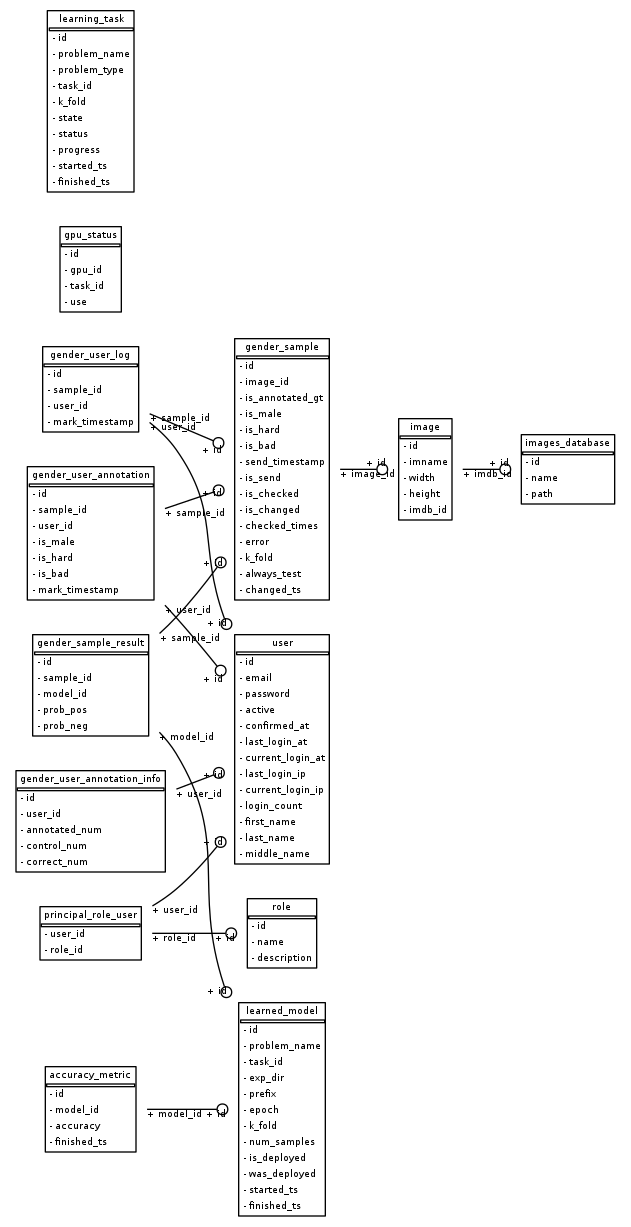 learning_task
- id
- problem_name
- problem_type
- task_id
- k_fold
- state
- status
- progress
- started_ts
- finished_ts
gpu_status
- id
- gpu_id
- task_id
- use
gender_user_log
- id
- sample_id
- user_id
- mark_timestamp
gender_user_annotation
- id
- sample_id
- user_id
- is_male
- is_hard
- is_bad
- mark_timestamp
gender_sample_result
- id
- sample_id
- model_id
- prob_pos
- prob_neg
gender_user_annotation_info
- id
- user_id
- annotated_num
- control_num
- correct_num
principal_role_user
- user_id
- role_id
accuracy_metric
- id
- model_id
- accuracy
- finished_ts
+ sample_id
+ user_id
+ id
+ id
+ sample_id
+ id
+ user_id
+ id
+ sample_id
+ id
+ model_id
+ id
+ user_id
+ id
+ user_id
+ role_id
+ id
+ id
+ model_id
+ id
gender_sample
- id
- image_id
- is_annotated_gt
- is_male
- is_hard
- is_bad
- send_timestamp
- is_send
- is_checked
- is_changed
- checked_times
- error
- k_fold
- always_test
- changed_ts
user
- id
- email
- password
- active
- confirmed_at
- last_login_at
- current_login_at
- last_login_ip
- current_login_ip
- login_count
- first_name
- last_name
- middle_name
role
- id
- name
- description
learned_model
- id
- problem_name
- task_id
- exp_dir
- prefix
- epoch
- k_fold
- num_samples
- is_deployed
- was_deployed
- started_ts
- finished_ts
+ id
+ image_id
image
- id
- imname
- width
- height
- imdb_id
+ id
+ imdb_id
images_database
- id
- name
- path